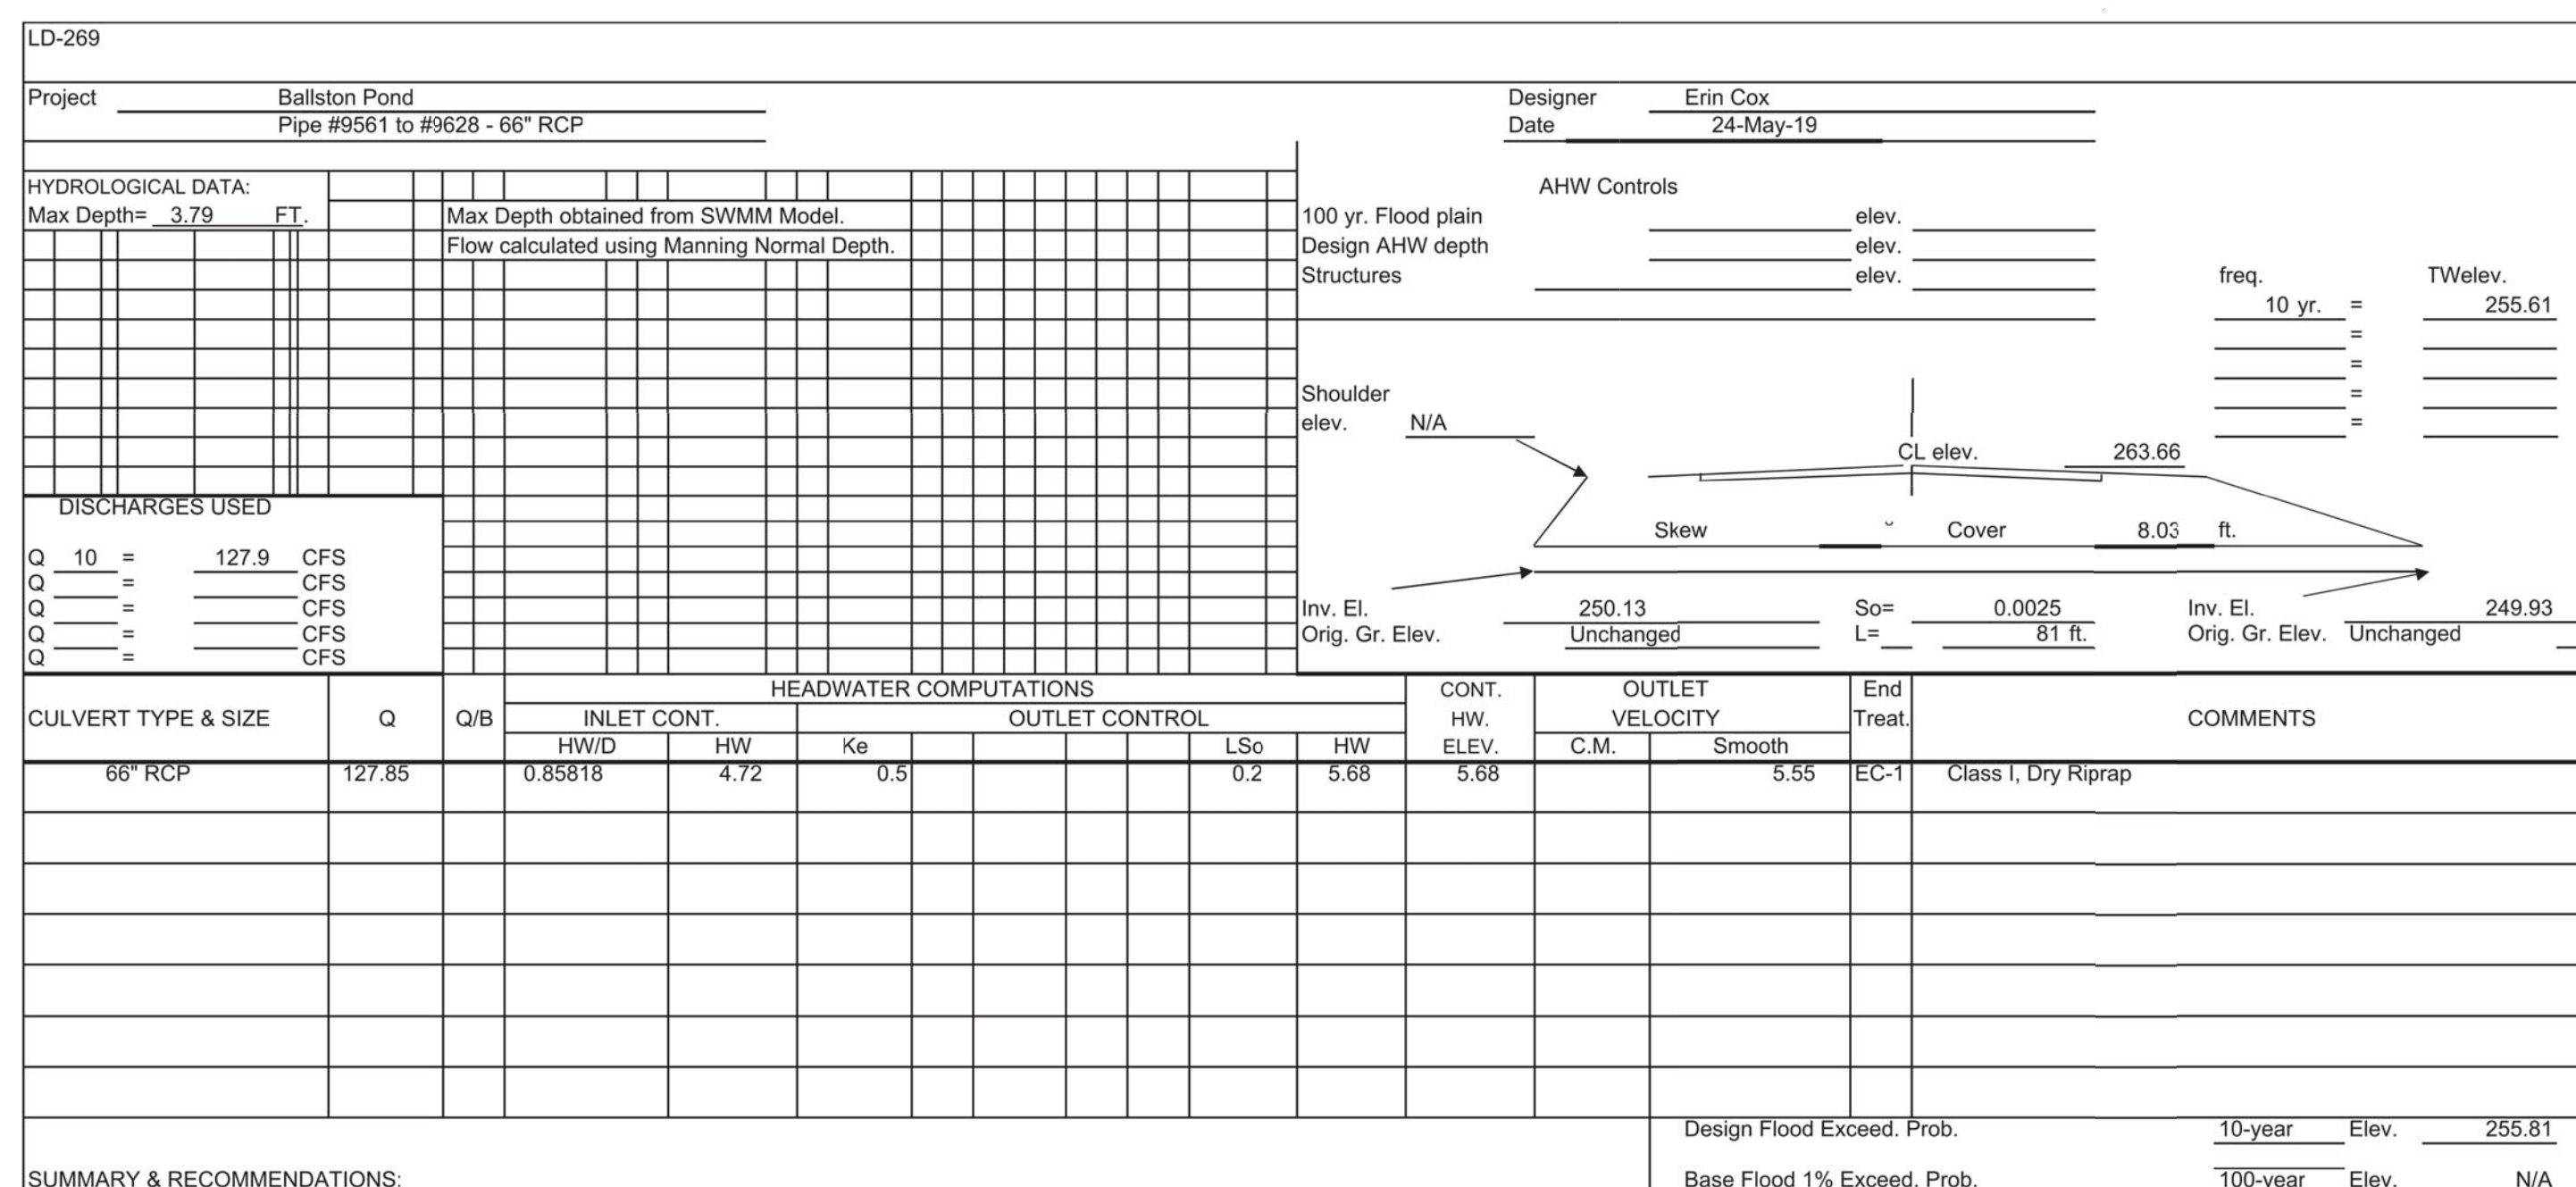 LD-269
Project Ballston Pond Designer Erin Cox
Pipe #9561 to #9628 - 66" RCP Date 24-May-19
HYDROLOGICAL DATA: AHW Controls
Max Depth= 3.79 FT. Max Depth obtained from SWMM Model. 100 yr. Flood plain elev.
Flow calculated using Manning Normal Depth. Design AHW depth elev.
Structures elev. freq. TWelev.
10 yr. = 255.61
=
=
Shoulder =
elev. N/A =
CL elev. 263.66
DISCHARGES USED
Skew Cover 8.03 ft.
Q 10 = 127.9 CFS
Q = CFS
Q = CFS Inv. El. 250.13 So= 0.0025 Inv. El. 249.93
Q = CFS Orig. Gr. Elev. Unchanged L= 81 ft. Orig. Gr. Elev. Unchanged
Q = CFS
HEADWATER COMPUTATIONS CONT. OUTLET End
CULVERT TYPE & SIZE Q Q/B INLET CONT. OUTLET CONTROL HW. VELOCITY Treat. COMMENTS
HW/D HW Ke LSo HW ELEV. C.M. Smooth
66" RCP 127.85 0.85818 4.72 0.5 0.2 5.68 5.68 5.55 EC-1 Class I, Dry Riprap
Design Flood Exceed. Prob. 10-year Elev. 255.81
SUMMARY & RECOMMENDATIONS: Base Flood 1% Exceed. Prob. 100-year Elev. N/A